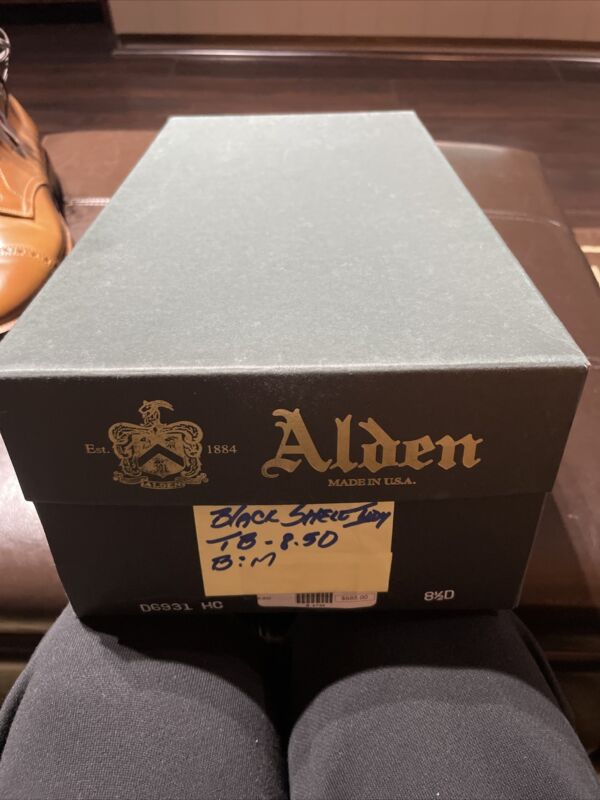 Est.
1884
ALDEN
Alden
MADE IN U.S.A.
BLACK SHELL Indy
TB - 8.50
B: M
D6931 HC
8½D